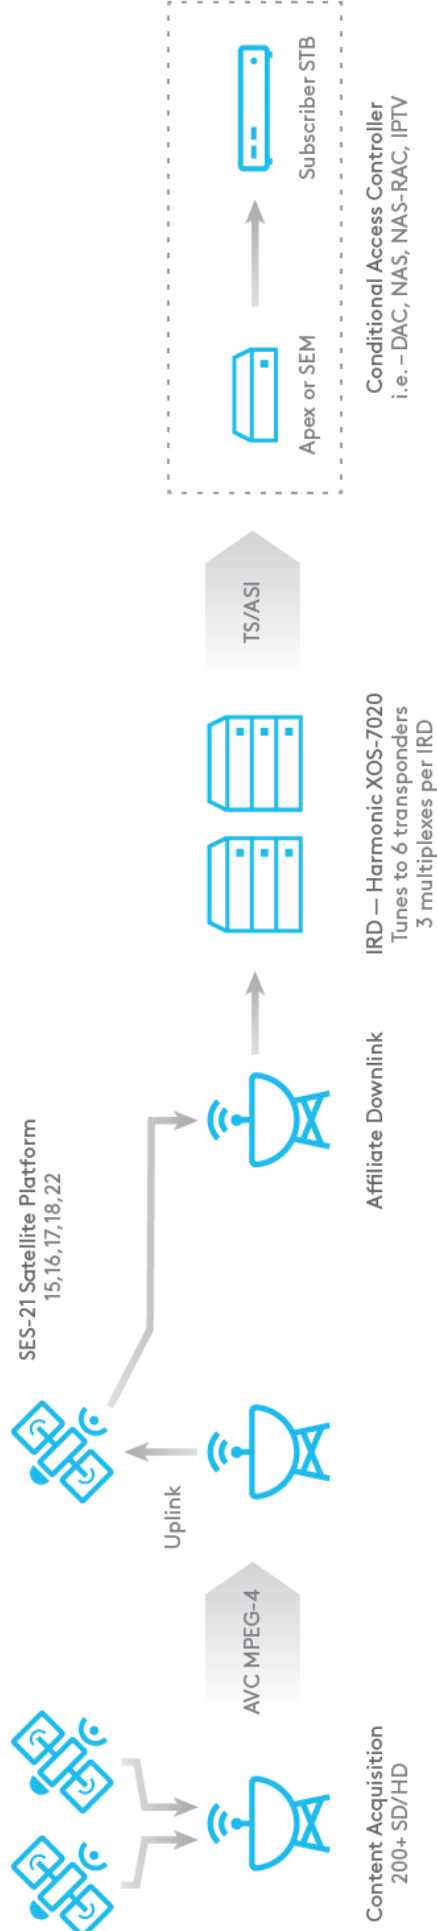 Content Acquisition
200+ SD/HD
AVC MPEG-4
Uplink
SES-21 Satellite Platform
15,16,17,18,22
Affiliate Downlink
IRD — Harmonic XOS-7020
Tunes to 6 transponders
3 multiplexes per IRD
TS/ASI
Apex or SEM
Subscriber STB
Conditional Access Controller
i.e. – DAC, NAS, NAS-RAC, IPTV